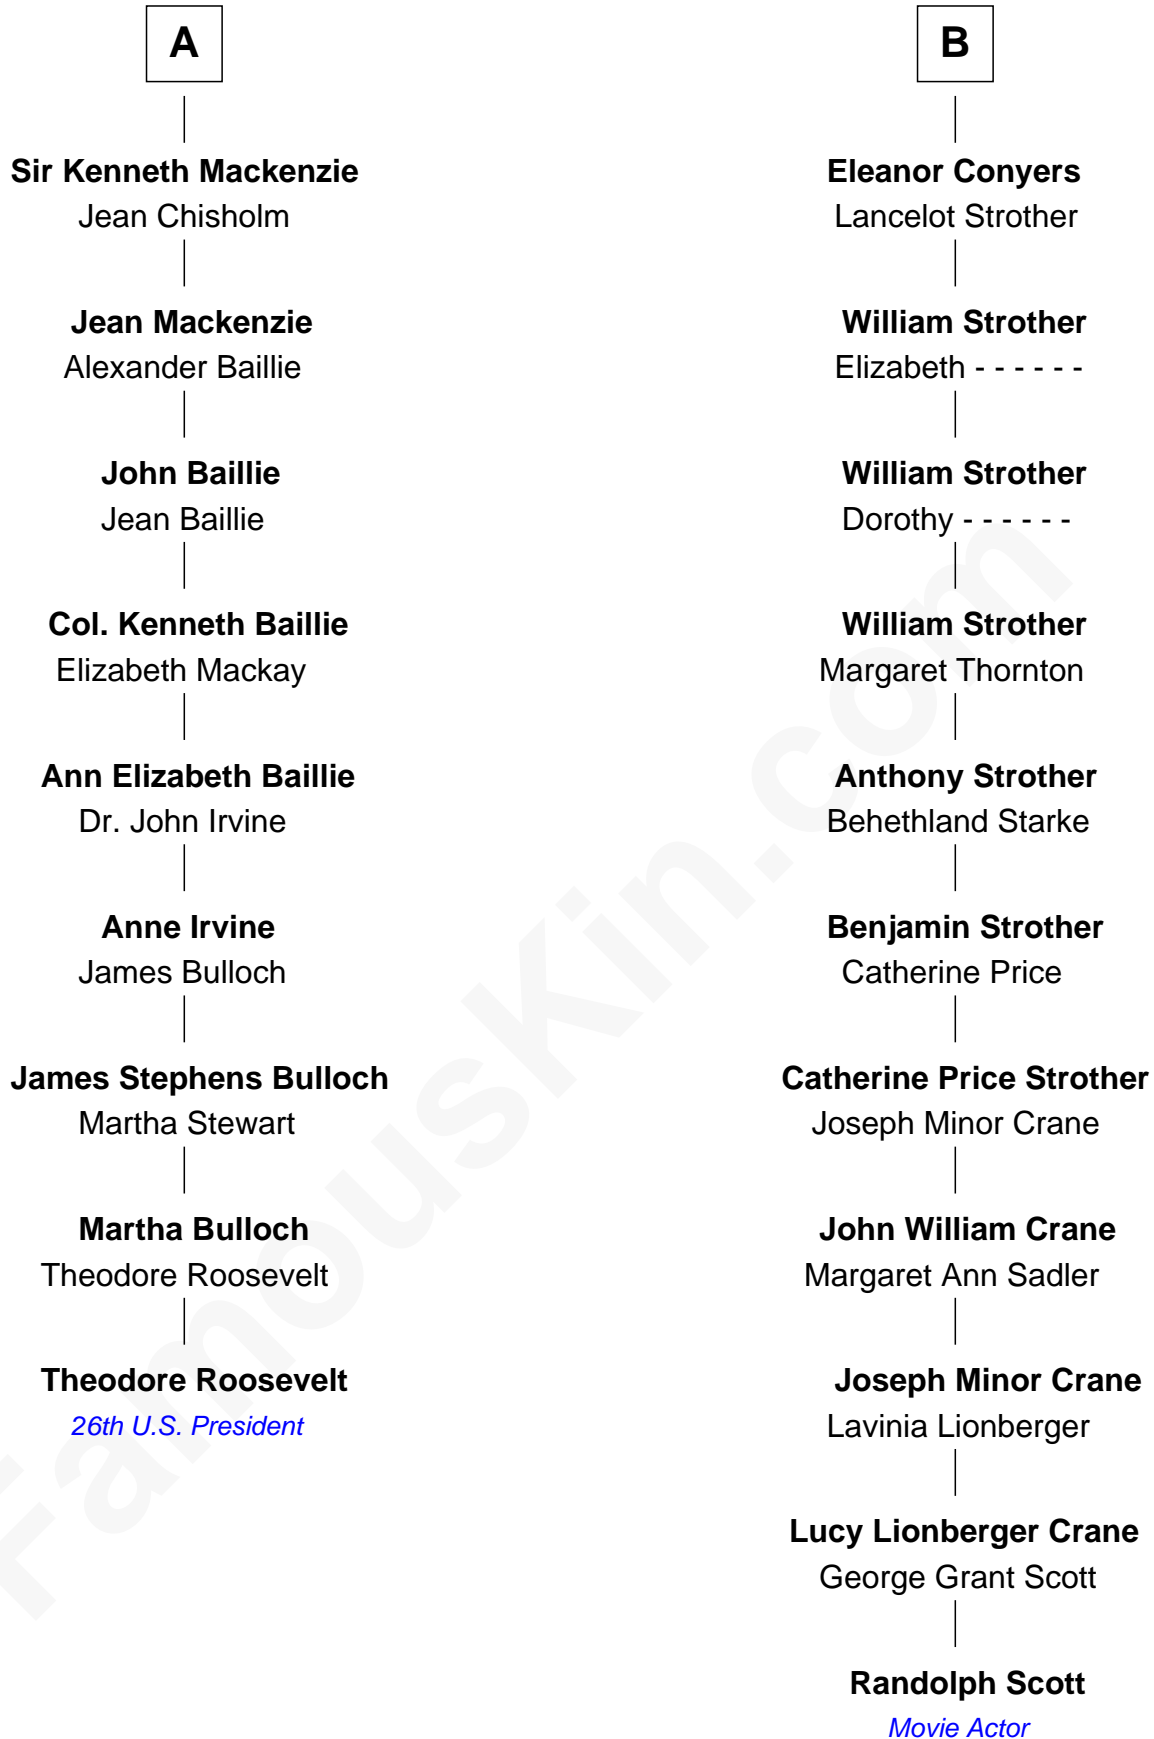 A
Sir Kenneth Mackenzie
Jean Chisholm
Jean Mackenzie
Alexander Baillie
John Baillie
Jean Baillie
Col. Kenneth Baillie
Elizabeth Mackay
Ann Elizabeth Baillie
Dr. John Irvine
Anne Irvine
James Bulloch
James Stephens Bulloch
Martha Stewart
Martha Bulloch
Theodore Roosevelt
Theodore Roosevelt
26th U.S. President
B
Eleanor Conyers
Lancelot Strother
William Strother
Elizabeth - - - - - -
William Strother
Dorothy - - - - - -
William Strother
Margaret Thornton
Anthony Strother
Behethland Starke
Benjamin Strother
Catherine Price
Catherine Price Strother
Joseph Minor Crane
John William Crane
Margaret Ann Sadler
Joseph Minor Crane
Lavinia Lionberger
Lucy Lionberger Crane
George Grant Scott
Randolph Scott
Movie Actor
FamousKin.com